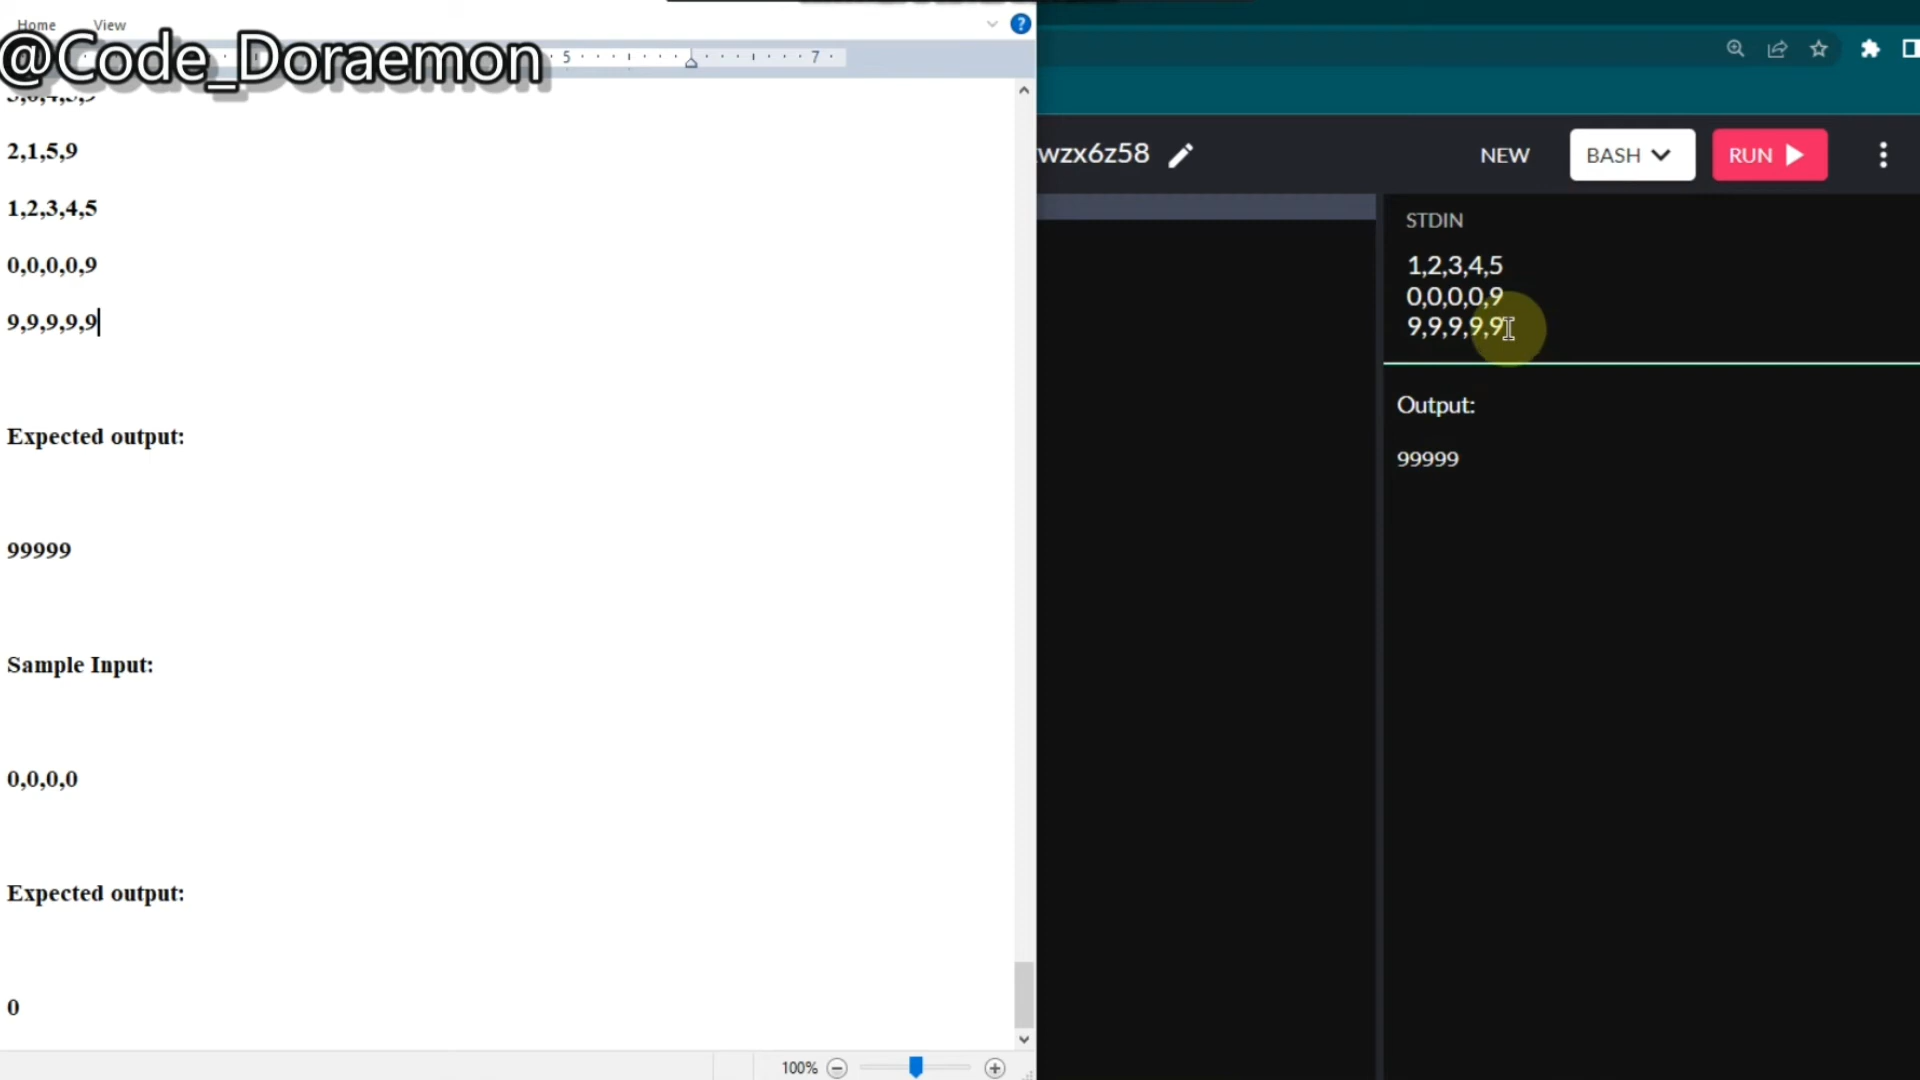 Home View
@Code_Doraemon
5 7
2,1,5,9
1,2,3,4,5
0,0,0,0,9
9,9,9,9,9
Expected output:
99999
Sample Input:
0,0,0,0
Expected output:
0
100%
wzx6z58
NEW
BASH
RUN
STDIN
1,2,3,4,5
0,0,0,0,9
9,9,9,9,9
Output:
99999